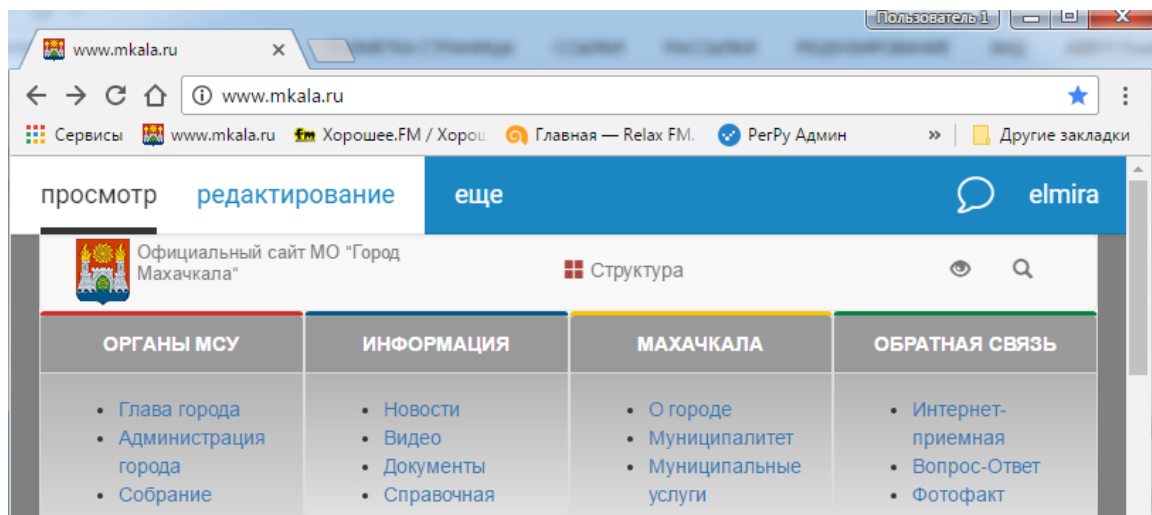 Пользователь 1
www.mkala.ru
www.mkala.ru
Сервисы www.mkala.ru Хорошее.FM / Хорош Главная — Relax FM. РегРу Админ » Другие закладки
просмотр редактирование еще elmira
Официальный сайт МО "Город
Махачкала"
Структура
ОРГАНЫ МСУ ИНФОРМАЦИЯ МАХАЧКАЛА ОБРАТНАЯ СВЯЗЬ
• Глава города
• Администрация
города
• Собрание
• Новости
• Видео
• Документы
• Справочная
• О городе
• Муниципалитет
• Муниципальные
услуги
• Интернет-
приемная
• Вопрос-Ответ
• Фотофакт